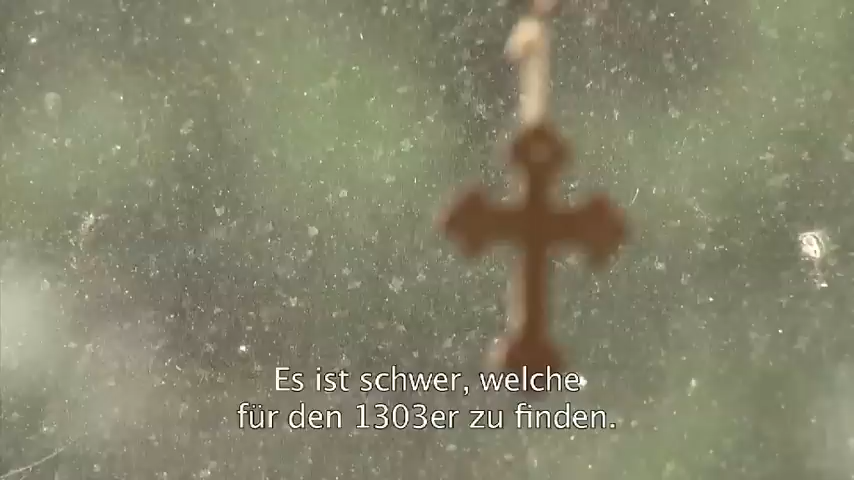 Es ist schwer, welche
für den 1303er zu finden.